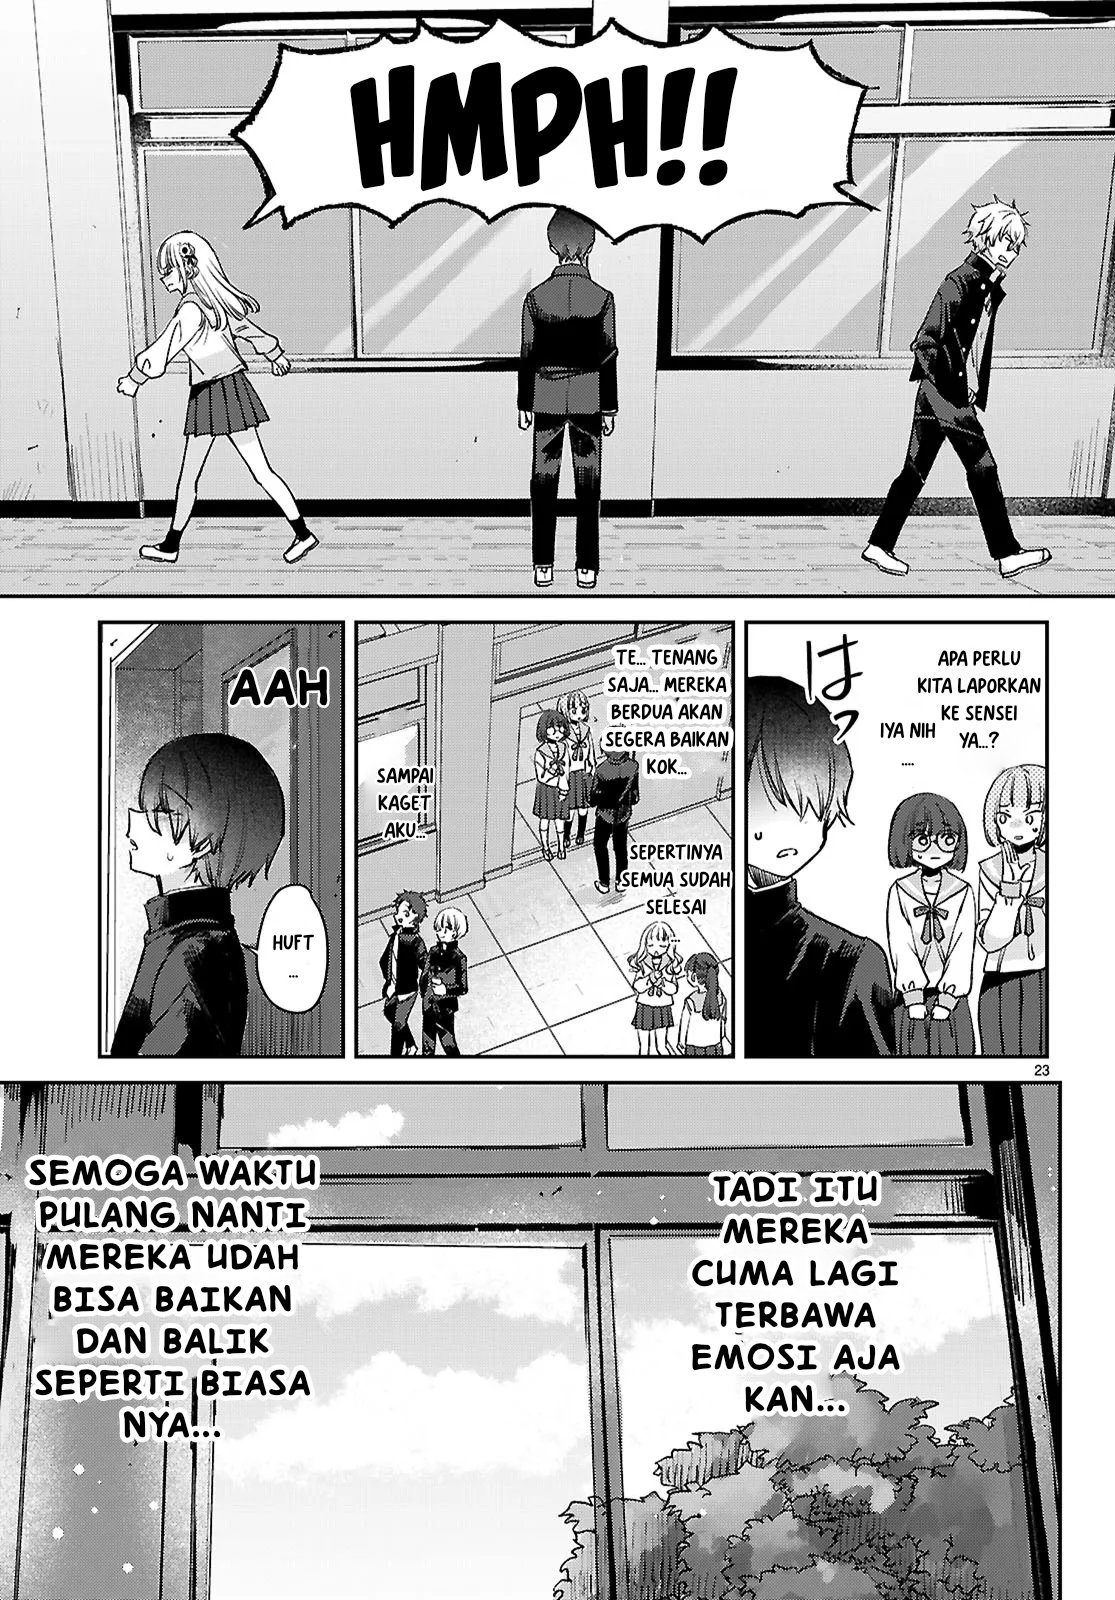 HMPH!!
APA PERLU
KITA LAPORKAN
KE SENSEI
YA...?
IYA NIH
....
はっ
TE... TENANG
SAJA... MEREKA
BERDUA AKAN
SEGERA BAIKAN
KOK...
SAMPAI
KAGET
AKU...
SEPERTINYA
SEMUA SUDAH
SELESAI
...
AAH
HUFT
...
23
TADI ITU
MEREKA
CUMA LAGI
TERBAWA
EMOSI AJA
KAN...
SEMOGA WAKTU
PULANG NANTI
MEREKA UDAH
BISA BAIKAN
DAN BALIK
SEPERTI BIASA
NYA...